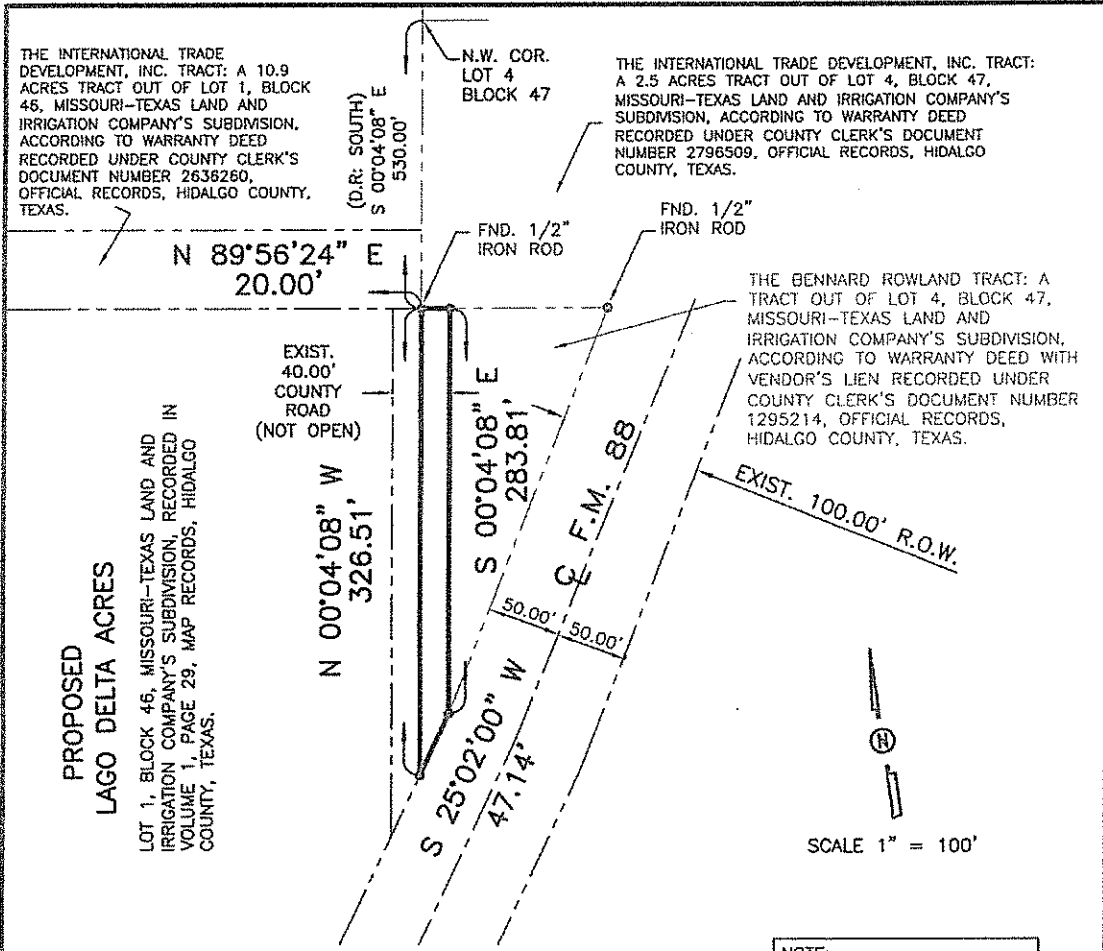 THE INTERNATIONAL TRADE
DEVELOPMENT, INC. TRACT: A 10.9
ACRES TRACT OUT OF LOT 1, BLOCK
46, MISSOURI-TEXAS LAND AND
IRRIGATION COMPANY'S SUBDIVISION,
ACCORDING TO WARRANTY DEED
RECORDED UNDER COUNTY CLERK'S
DOCUMENT NUMBER 2636260,
OFFICIAL RECORDS, HIDALGO COUNTY,
TEXAS.
(D.R: SOUTH)
S 00°04'08" E
530.00'
N.W. COR.
LOT 4
BLOCK 47
THE INTERNATIONAL TRADE DEVELOPMENT, INC. TRACT:
A 2.5 ACRES TRACT OUT OF LOT 4, BLOCK 47,
MISSOURI-TEXAS LAND AND IRRIGATION COMPANY'S
SUBDIVISION, ACCORDING TO WARRANTY DEED
RECORDED UNDER COUNTY CLERK'S DOCUMENT
NUMBER 2796509, OFFICIAL RECORDS, HIDALGO
COUNTY, TEXAS.
FND. 1/2"
IRON ROD
FND. 1/2"
IRON ROD
N 89°56'24" E
20.00'
THE BENNARD ROWLAND TRACT: A
TRACT OUT OF LOT 4, BLOCK 47,
MISSOURI-TEXAS LAND AND
IRRIGATION COMPANY'S SUBDIVISION,
ACCORDING TO WARRANTY DEED WITH
VENDOR'S LIEN RECORDED UNDER
COUNTY CLERK'S DOCUMENT NUMBER
1295214, OFFICIAL RECORDS,
HIDALGO COUNTY, TEXAS.
EXIST.
40.00'
COUNTY
ROAD
(NOT OPEN)
N 00°04'08" W
326.51'
S 00°04'08" E
283.81'
℄ F.M. 88
EXIST. 100.00' R.O.W.
50.00'
50.00'
S 25°02'00" W
47.14'
PROPOSED
LAGO DELTA ACRES
LOT 1, BLOCK 46, MISSOURI-TEXAS LAND AND
IRRIGATION COMPANY'S SUBDIVISION, RECORDED IN
VOLUME 1, PAGE 29, MAP RECORDS, HIDALGO
COUNTY, TEXAS.
N
SCALE 1" = 100'
NOTE: